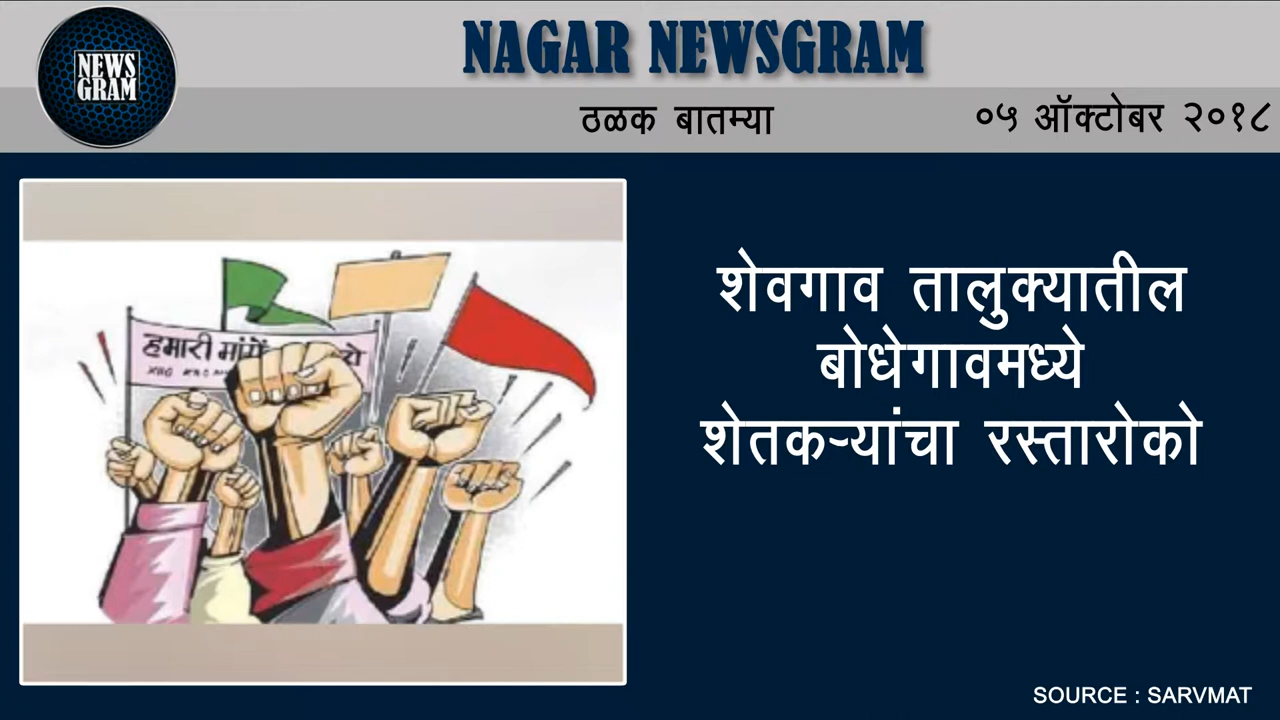 NEWS
GRAM
NAGAR NEWSGRAM
ठळक बातम्या
०५ ऑक्टोबर २०१८
हमारी मांगें
शेवगाव तालुक्यातील
बोधेगावमध्ये
शेतकऱ्यांचा रस्तारोको
SOURCE : SARVMAT